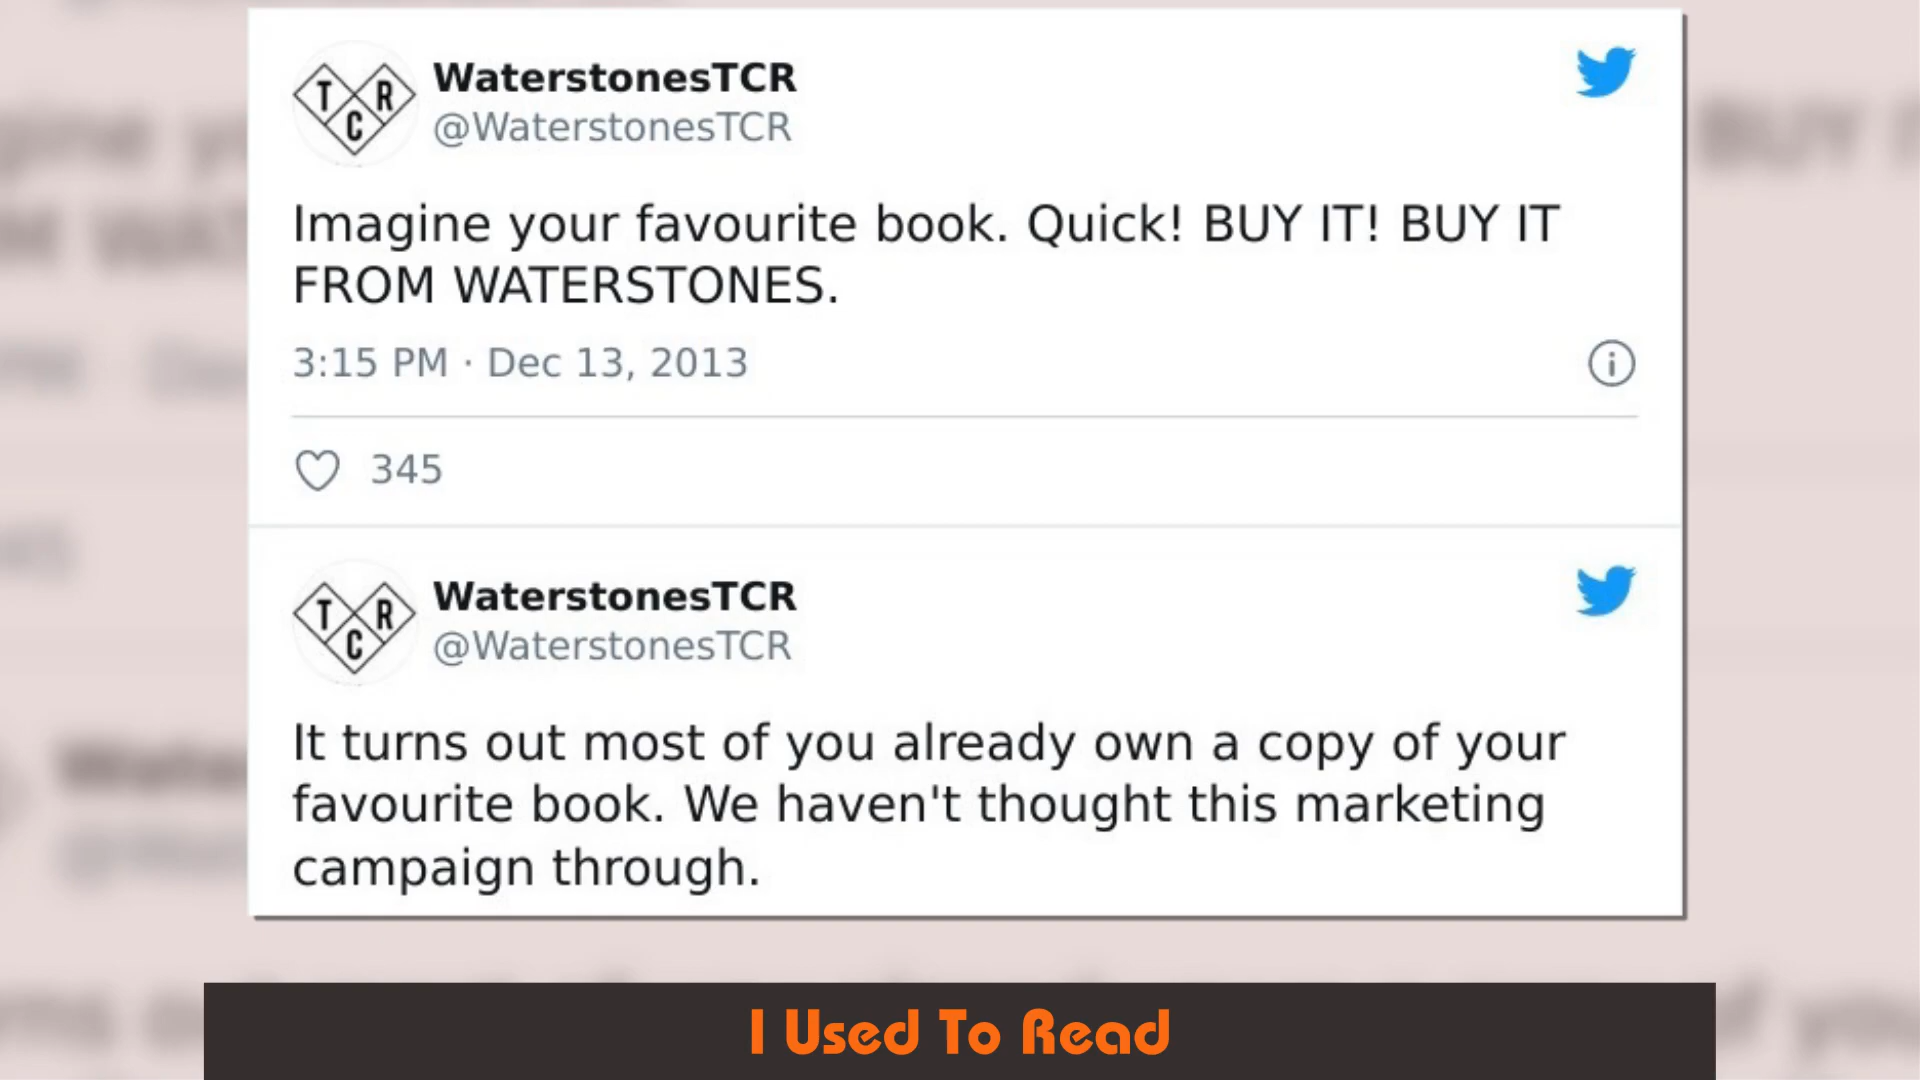 T R
C
WaterstonesTCR
@WaterstonesTCR
Imagine your favourite book. Quick! BUY IT! BUY IT
FROM WATERSTONES.
3:15 PM · Dec 13, 2013
345
T R
C
WaterstonesTCR
@WaterstonesTCR
It turns out most of you already own a copy of your
favourite book. We haven't thought this marketing
campaign through.
I Used To Read